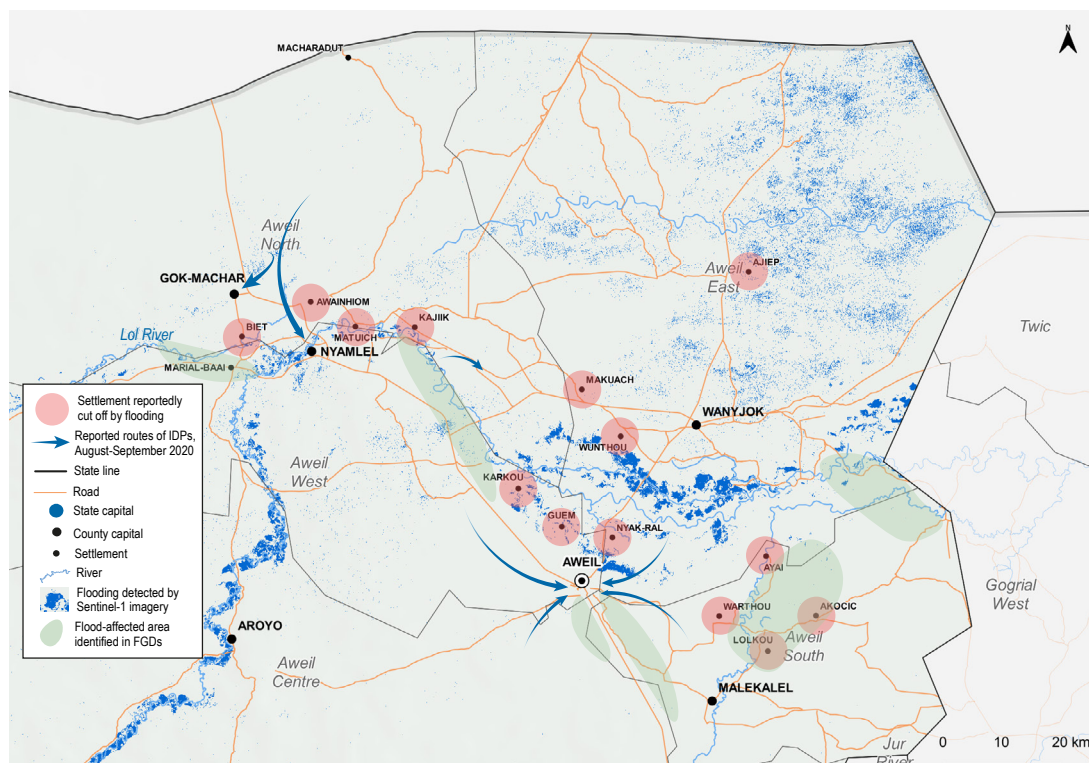 N
MACHARADUT
Aweil
North
GOK-MACHAR
AWAINHIOM
Lol River
BIET
MATUICH
KAJIIK
NYAMLEL
MARIAL-BAAI
AJIEP
Aweil
East
Twic
MAKUACH
WANYJOK
WUNTHOU
Aweil
West
KARKOU
GUEM
NYAK-RAL
AWEIL
AYAI
Gogrial
West
WARTHOU
AKOCIC
LOLKOU
Aweil
South
AROYO
Aweil
Centre
MALEKALEL
Jur
River
0 10 20 km
Settlement reportedly
cut off by flooding
Reported routes of IDPs,
August-September 2020
State line
Road
State capital
County capital
Settlement
River
Flooding detected by
Sentinel-1 imagery
Flood-affected area
identified in FGDs